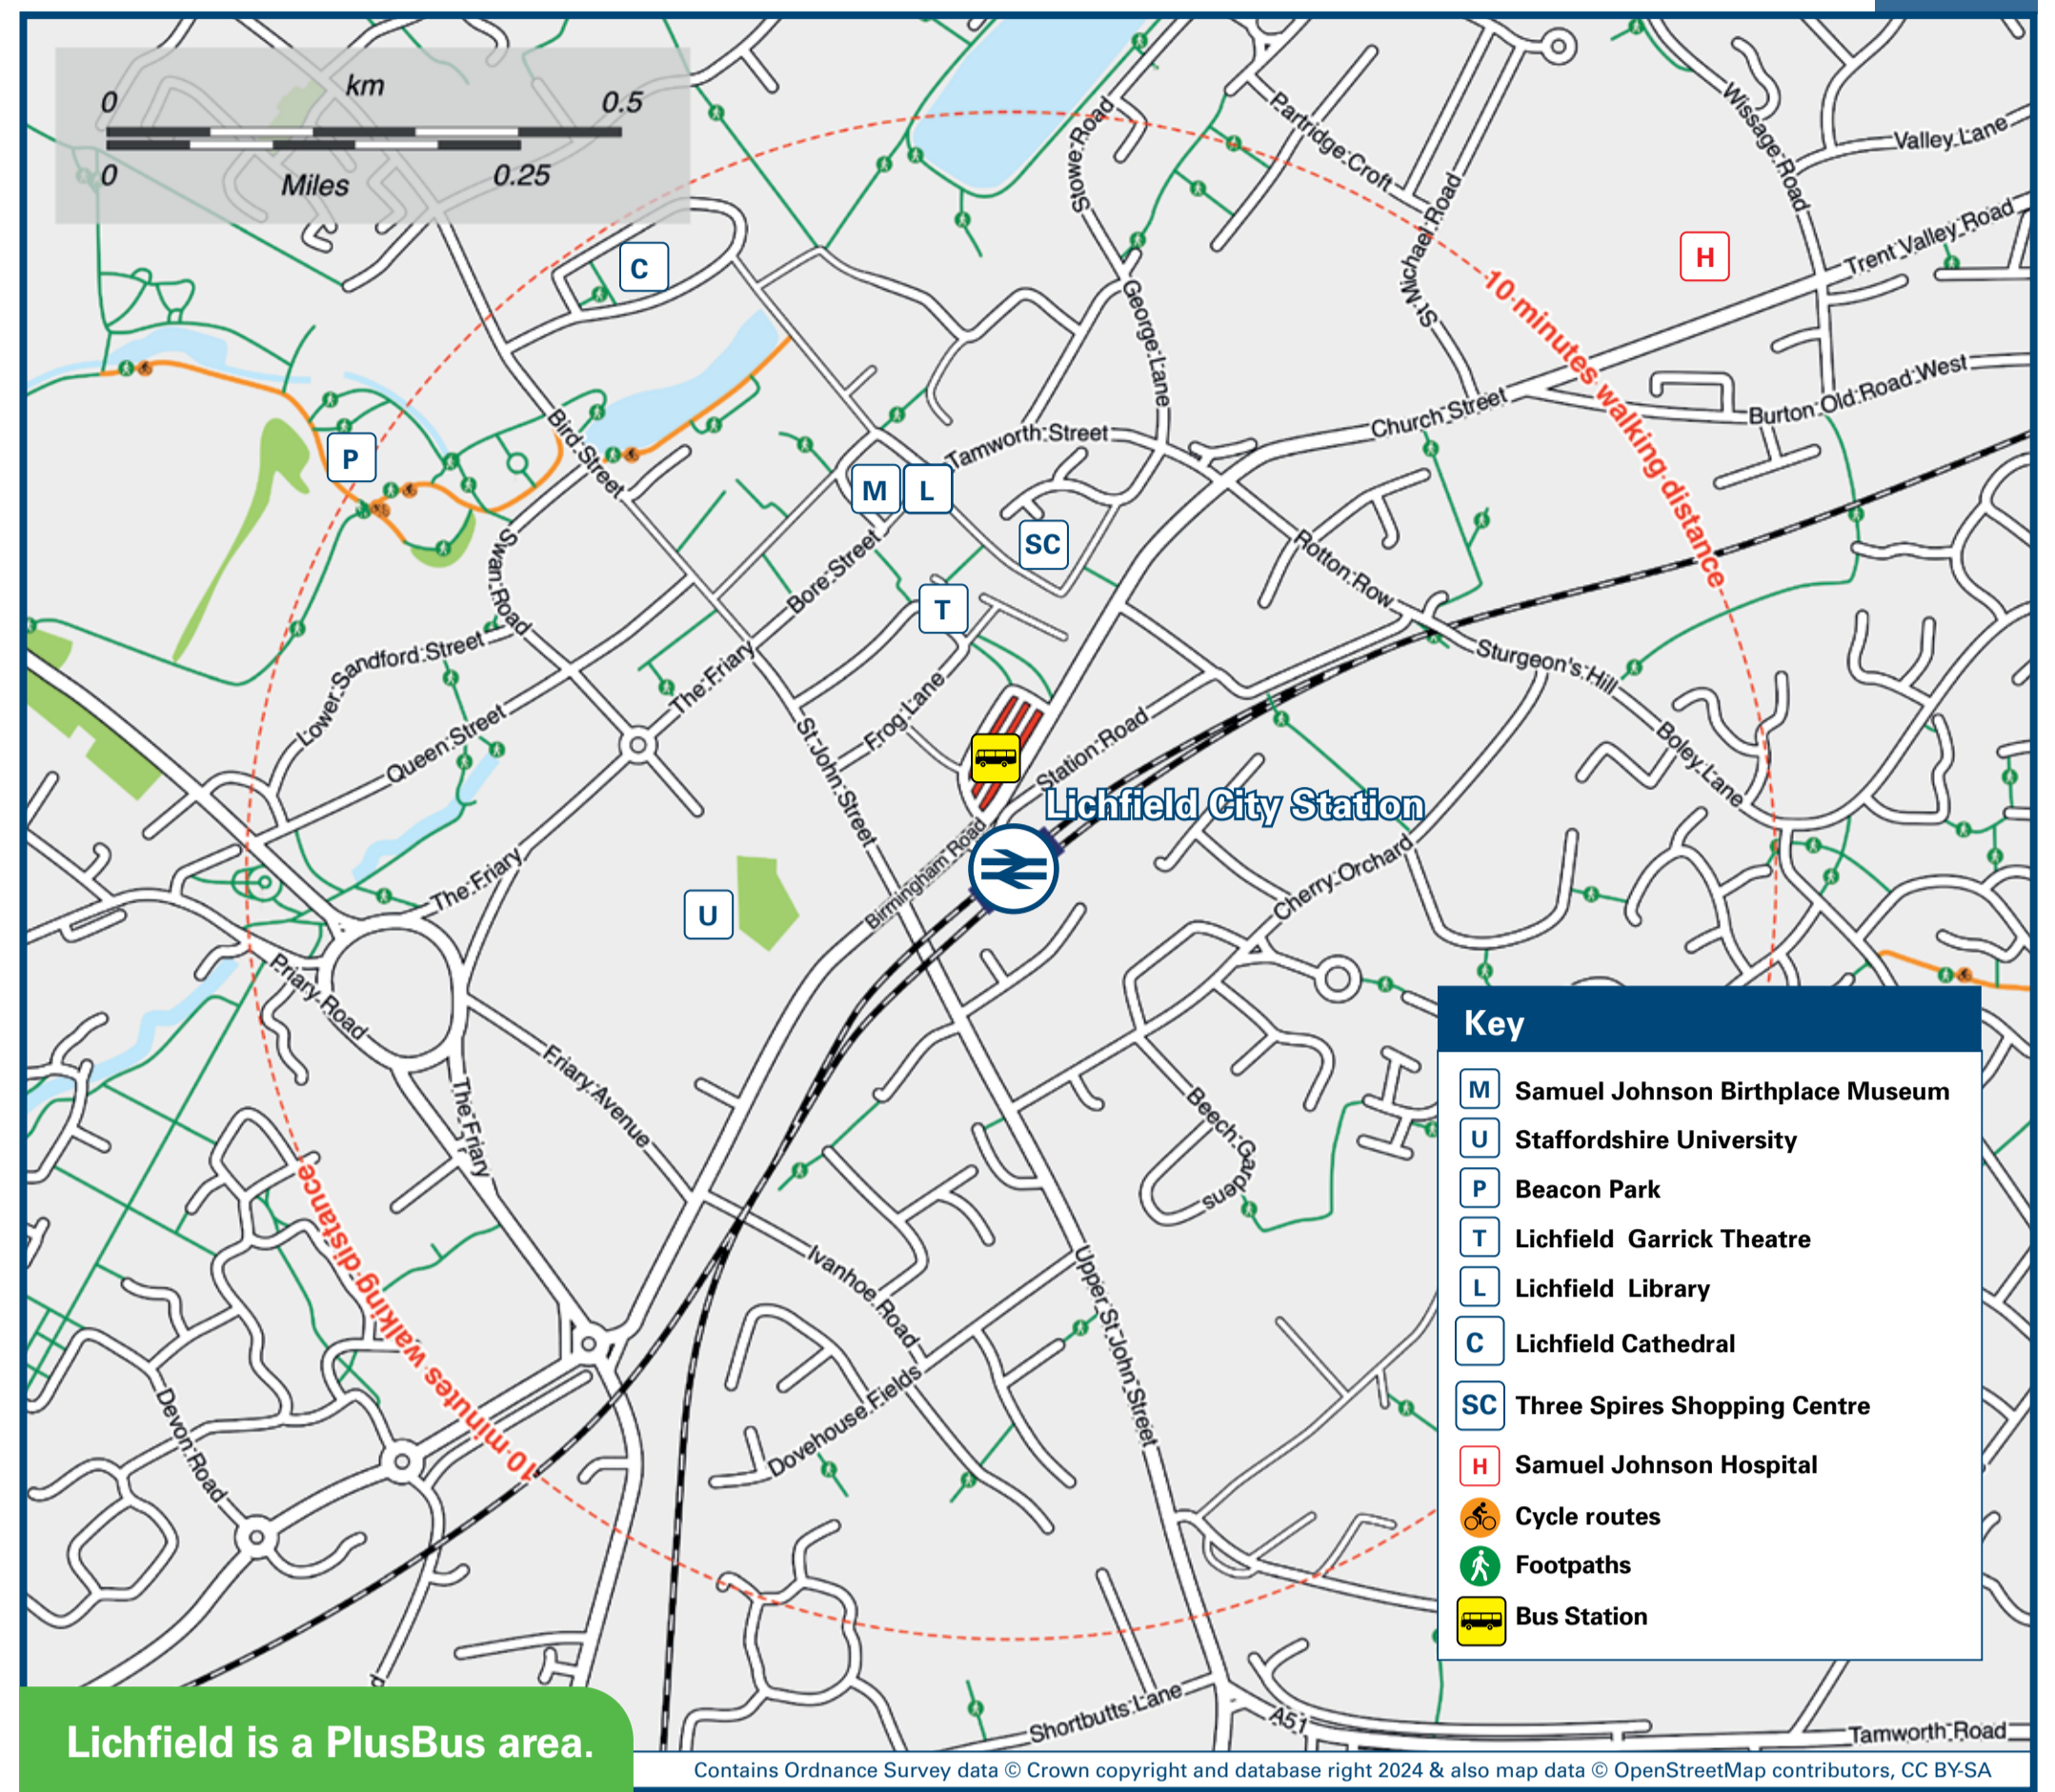 km
0 0.5
0 Miles 0.25
Stowe Road
Partridge Croft
St Michael Road
Wissage Road
Valley Lane
Trent Valley Road
C
H
10 minutes walking distance
George Lane
Burton Old Road West
Church Street
Tamworth Street
Bird Street
P
M
L
SC
Swan Road
Bore Street
Rotton Row
T
Lower Sandford Street
The Friary
Sturgeon's Hill
Queen Street
Frog Lane
St John Street
Station Road
Boley Lane
Lichfield City Station
Birmingham Road
The Friary
Cherry Orchard
U
Priary Road
Friary Avenue
The Friary
Beech Gardens
10 minutes walking distance
Ivanhoe Road
Upper St John Street
Dovehouse Fields
Devon Road
Shortbutts Lane
A51
Tamworth Road
Key
M Samuel Johnson Birthplace Museum
U Staffordshire University
P Beacon Park
T Lichfield Garrick Theatre
L Lichfield Library
C Lichfield Cathedral
SC Three Spires Shopping Centre
H Samuel Johnson Hospital
Cycle routes
Footpaths
Bus Station
Lichfield is a PlusBus area.
Contains Ordnance Survey data © Crown copyright and database right 2024 & also map data © OpenStreetMap contributors, CC BY-SA